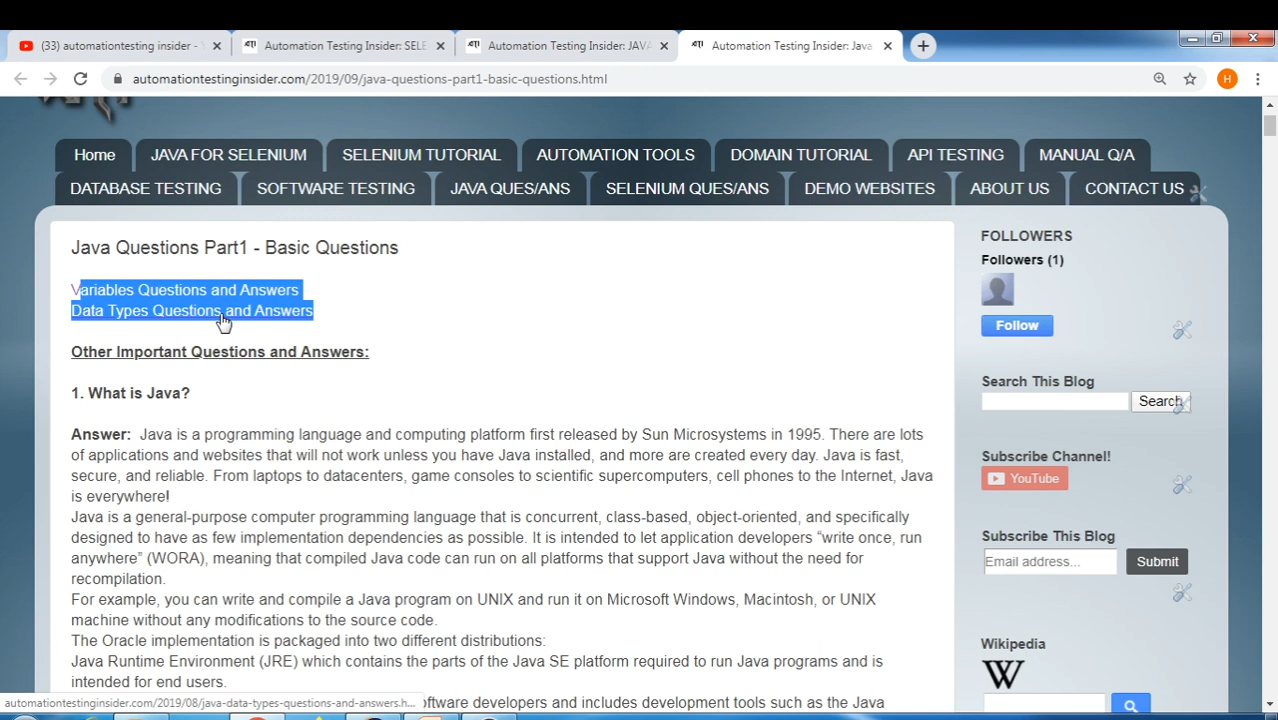 (33) automationtesting insider -
Automation Testing Insider: SELE
Automation Testing Insider: JAVA
Automation Testing Insider: Java
automationtestinginsider.com/2019/09/java-questions-part1-basic-questions.html
H
Home
JAVA FOR SELENIUM
SELENIUM TUTORIAL
AUTOMATION TOOLS
DOMAIN TUTORIAL
API TESTING
MANUAL Q/A
DATABASE TESTING
SOFTWARE TESTING
JAVA QUES/ANS
SELENIUM QUES/ANS
DEMO WEBSITES
ABOUT US
CONTACT US
Java Questions Part1 - Basic Questions
Variables Questions and Answers
Data Types Questions and Answers
Other Important Questions and Answers:
1. What is Java?
Answer: Java is a programming language and computing platform first released by Sun Microsystems in 1995. There are lots
of applications and websites that will not work unless you have Java installed, and more are created every day. Java is fast,
secure, and reliable. From laptops to datacenters, game consoles to scientific supercomputers, cell phones to the Internet, Java
is everywhere!
Java is a general-purpose computer programming language that is concurrent, class-based, object-oriented, and specifically
designed to have as few implementation dependencies as possible. It is intended to let application developers “write once, run
anywhere” (WORA), meaning that compiled Java code can run on all platforms that support Java without the need for
recompilation.
For example, you can write and compile a Java program on UNIX and run it on Microsoft Windows, Macintosh, or UNIX
machine without any modifications to the source code.
The Oracle implementation is packaged into two different distributions:
Java Runtime Environment (JRE) which contains the parts of the Java SE platform required to run Java programs and is
intended for end users.
oftware developers and includes development tools such as the Java
FOLLOWERS
Followers (1)
Follow
Search This Blog
Search
Subscribe Channel!
YouTube
Subscribe This Blog
Email address...
Submit
Wikipedia
W
automationtestinginsider.com/2019/08/java-data-types-questions-and-answers.h...